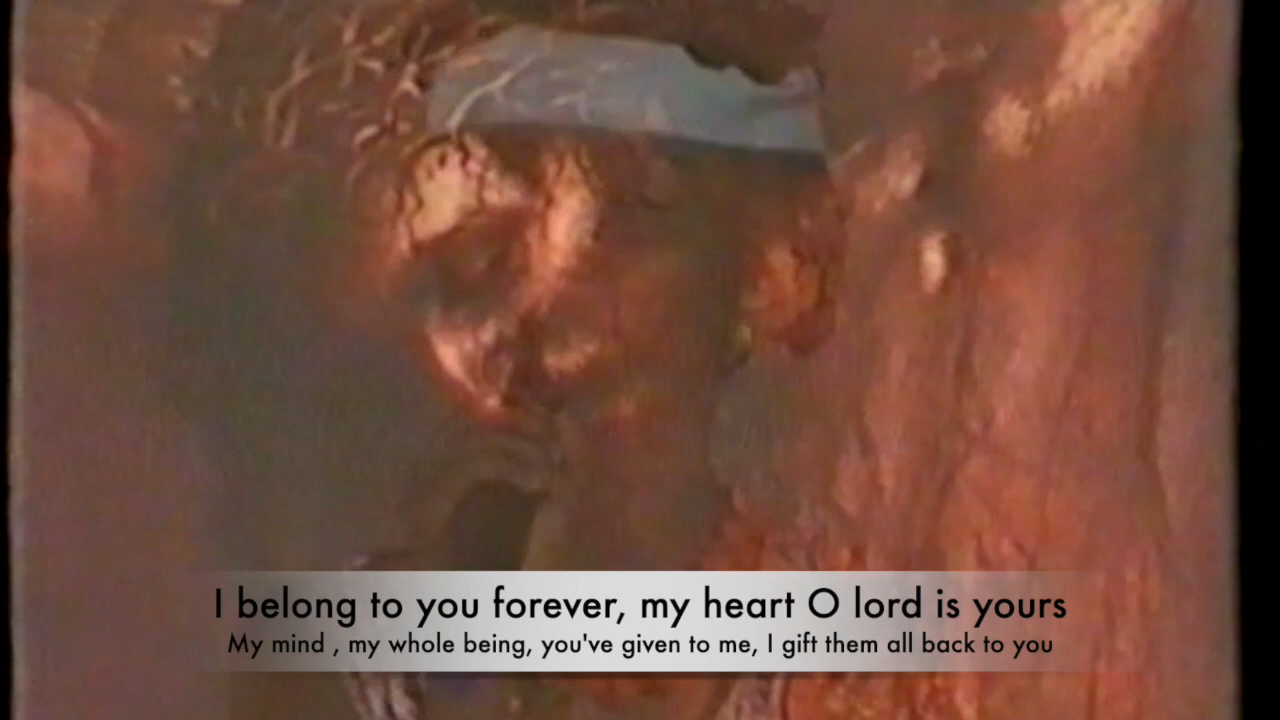 I belong to you forever, my heart O lord is yours
My mind , my whole being, you've given to me, I gift them all back to you